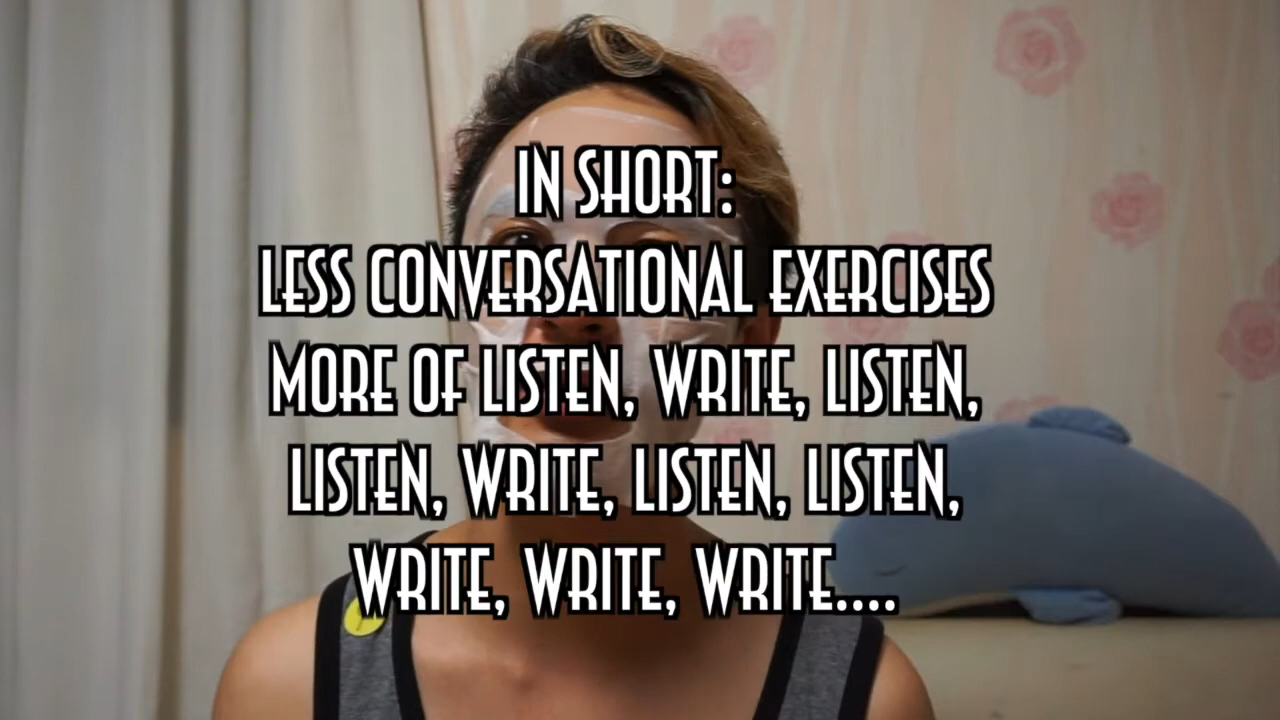 IN SHORT:
LESS CONVERSATIONAL EXERCISES
MORE OF LISTEN, WRITE, LISTEN,
LISTEN, WRITE, LISTEN, LISTEN,
WRITE, WRITE, WRITE....